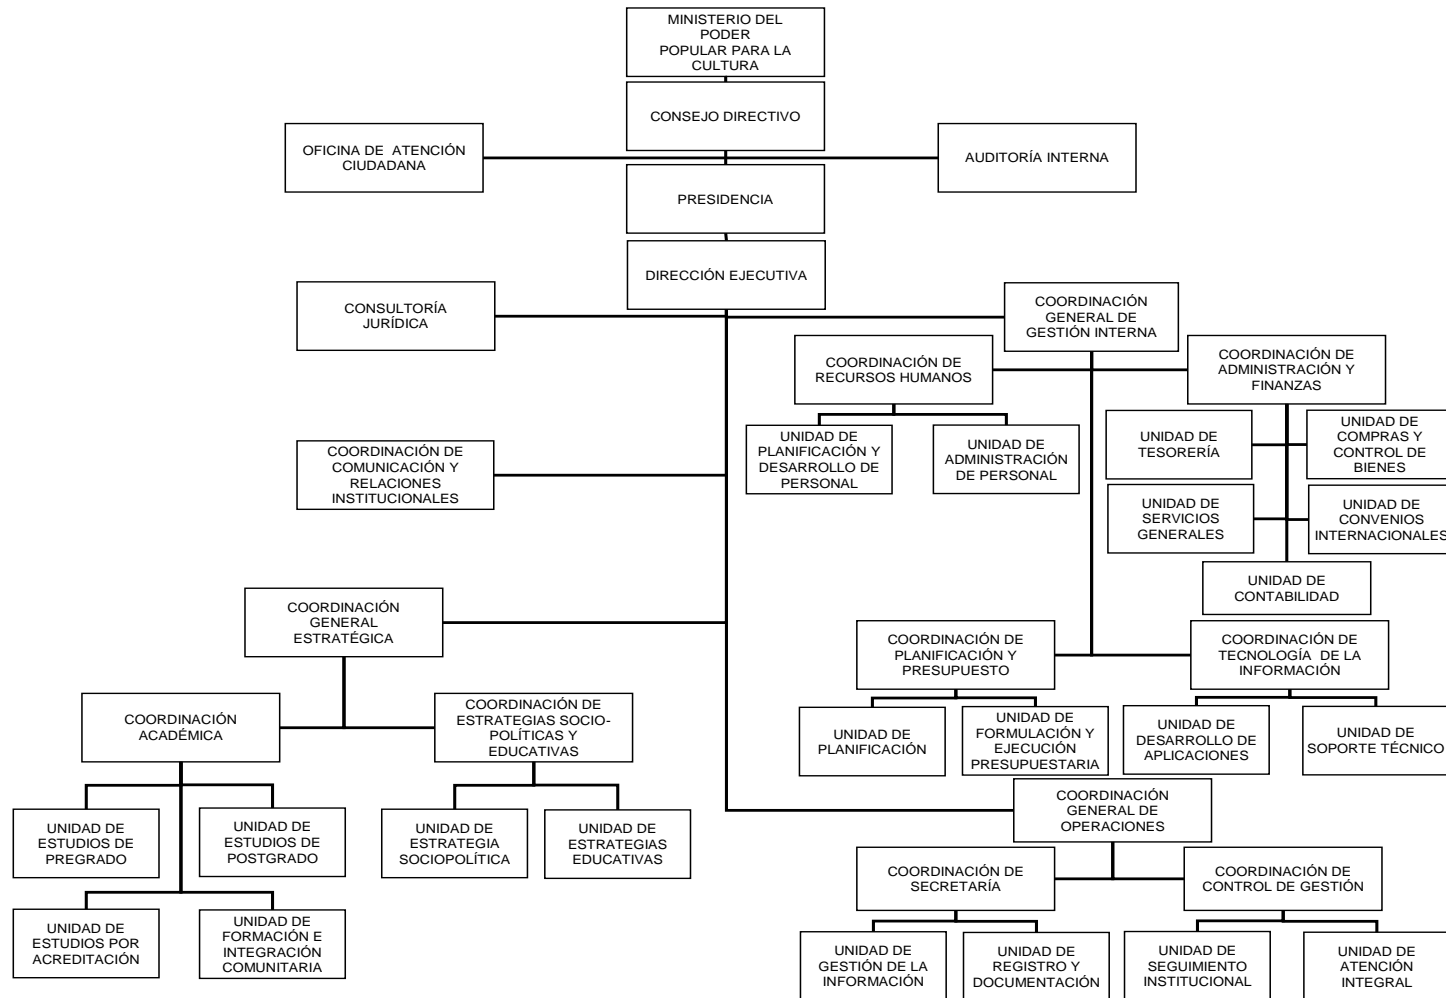 MINISTERIO DEL
PODER
POPULAR PARA LA
CULTURA
CONSEJO DIRECTIVO
OFICINA DE ATENCIÓN
CIUDADANA
AUDITORÍA INTERNA
PRESIDENCIA
DIRECCIÓN EJECUTIVA
CONSULTORÍA
JURÍDICA
COORDINACIÓN
GENERAL DE
GESTIÓN INTERNA
COORDINACIÓN DE
RECURSOS HUMANOS
COORDINACIÓN DE
ADMINISTRACIÓN Y
FINANZAS
UNIDAD DE
PLANIFICACIÓN Y
DESARROLLO DE
PERSONAL
UNIDAD DE
ADMINISTRACIÓN
DE PERSONAL
UNIDAD DE
TESORERÍA
UNIDAD DE
COMPRAS Y
CONTROL DE
BIENES
COORDINACIÓN DE
COMUNICACIÓN Y
RELACIONES
INSTITUCIONALES
UNIDAD DE
SERVICIOS
GENERALES
UNIDAD DE
CONVENIOS
INTERNACIONALES
UNIDAD DE
CONTABILIDAD
COORDINACIÓN
GENERAL
ESTRATÉGICA
COORDINACIÓN DE
PLANIFICACIÓN Y
PRESUPUESTO
COORDINACIÓN DE
TECNOLOGÍA DE LA
INFORMACIÓN
COORDINACIÓN
ACADÉMICA
COORDINACIÓN DE
ESTRATEGIAS SOCIO-
POLÍTICAS Y
EDUCATIVAS
UNIDAD DE
PLANIFICACIÓN
UNIDAD DE
FORMULACIÓN Y
EJECUCIÓN
PRESUPUESTARIA
UNIDAD DE
DESARROLLO DE
APLICACIONES
UNIDAD DE
SOPORTE TÉCNICO
COORDINACIÓN
GENERAL DE
OPERACIONES
UNIDAD DE
ESTUDIOS DE
PREGRADO
UNIDAD DE
ESTUDIOS DE
POSTGRADO
UNIDAD DE
ESTRATEGIA
SOCIOPOLÍTICA
UNIDAD DE
ESTRATEGIAS
EDUCATIVAS
COORDINACIÓN DE
SECRETARÍA
COORDINACIÓN DE
CONTROL DE GESTIÓN
UNIDAD DE
ESTUDIOS POR
ACREDITACIÓN
UNIDAD DE
FORMACIÓN E
INTEGRACIÓN
COMUNITARIA
UNIDAD DE
GESTIÓN DE LA
INFORMACIÓN
UNIDAD DE
REGISTRO Y
DOCUMENTACIÓN
UNIDAD DE
SEGUIMIENTO
INSTITUCIONAL
UNIDAD DE
ATENCIÓN
INTEGRAL